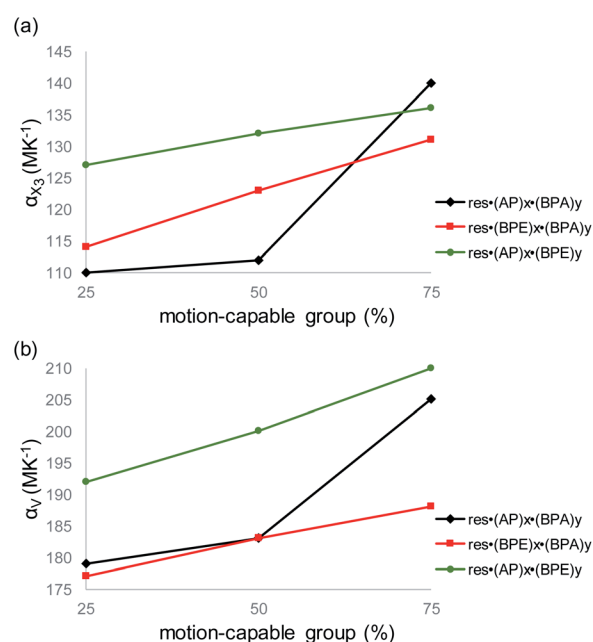 (a)
145
140
135
130
125
120
115
110
25
50
75
αX3 (MK-1)
motion-capable group (%)
res•(AP)x•(BPA)y
res•(BPE)x•(BPA)y
res•(AP)x•(BPE)y
(b)
210
205
200
195
190
185
180
175
25
50
75
αV (MK-1)
motion-capable group (%)
res•(AP)x•(BPA)y
res•(BPE)x•(BPA)y
res•(AP)x•(BPE)y